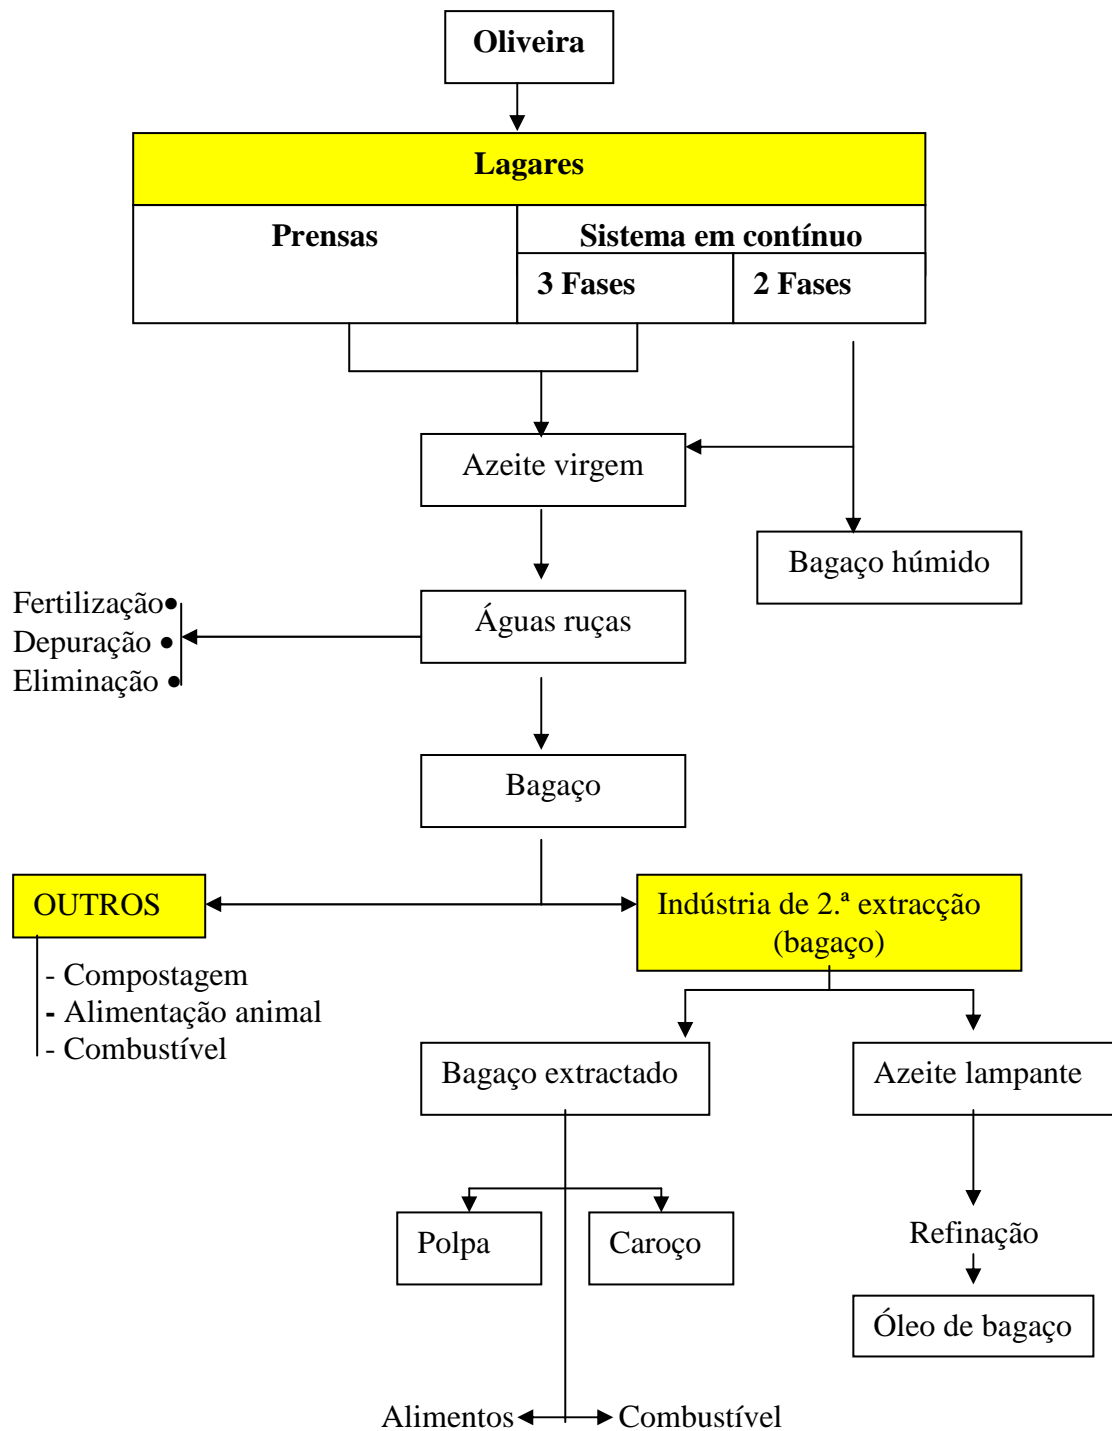 Oliveira
Lagares
Prensas
Sistema em contínuo
3 Fases
2 Fases
Azeite virgem
Bagaço húmido
Fertilização•
Depuração •
Eliminação •
Águas ruças
Bagaço
OUTROS
- Compostagem
- Alimentação animal
- Combustível
Indústria de 2.ª extracção
(bagaço)
Bagaço extractado
Azeite lampante
Polpa
Caroço
Refinação
Óleo de bagaço
Alimentos
Combustível